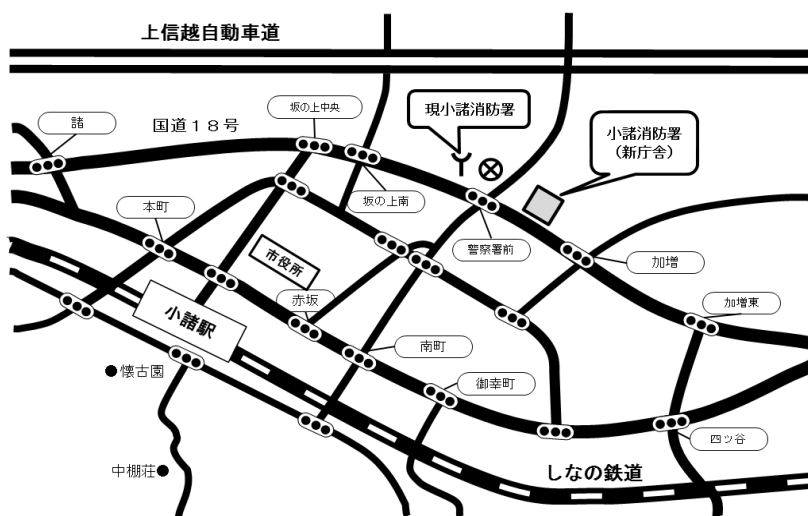 上信越自動車道
坂の上中央
現小諸消防署
諸
国道１８号
小諸消防署
（新庁舎）
坂の上南
本町
警察署前
市役所
加増
赤坂
加増東
小諸駅
南町
懐古園
御幸町
四ツ谷
中棚荘
しなの鉄道